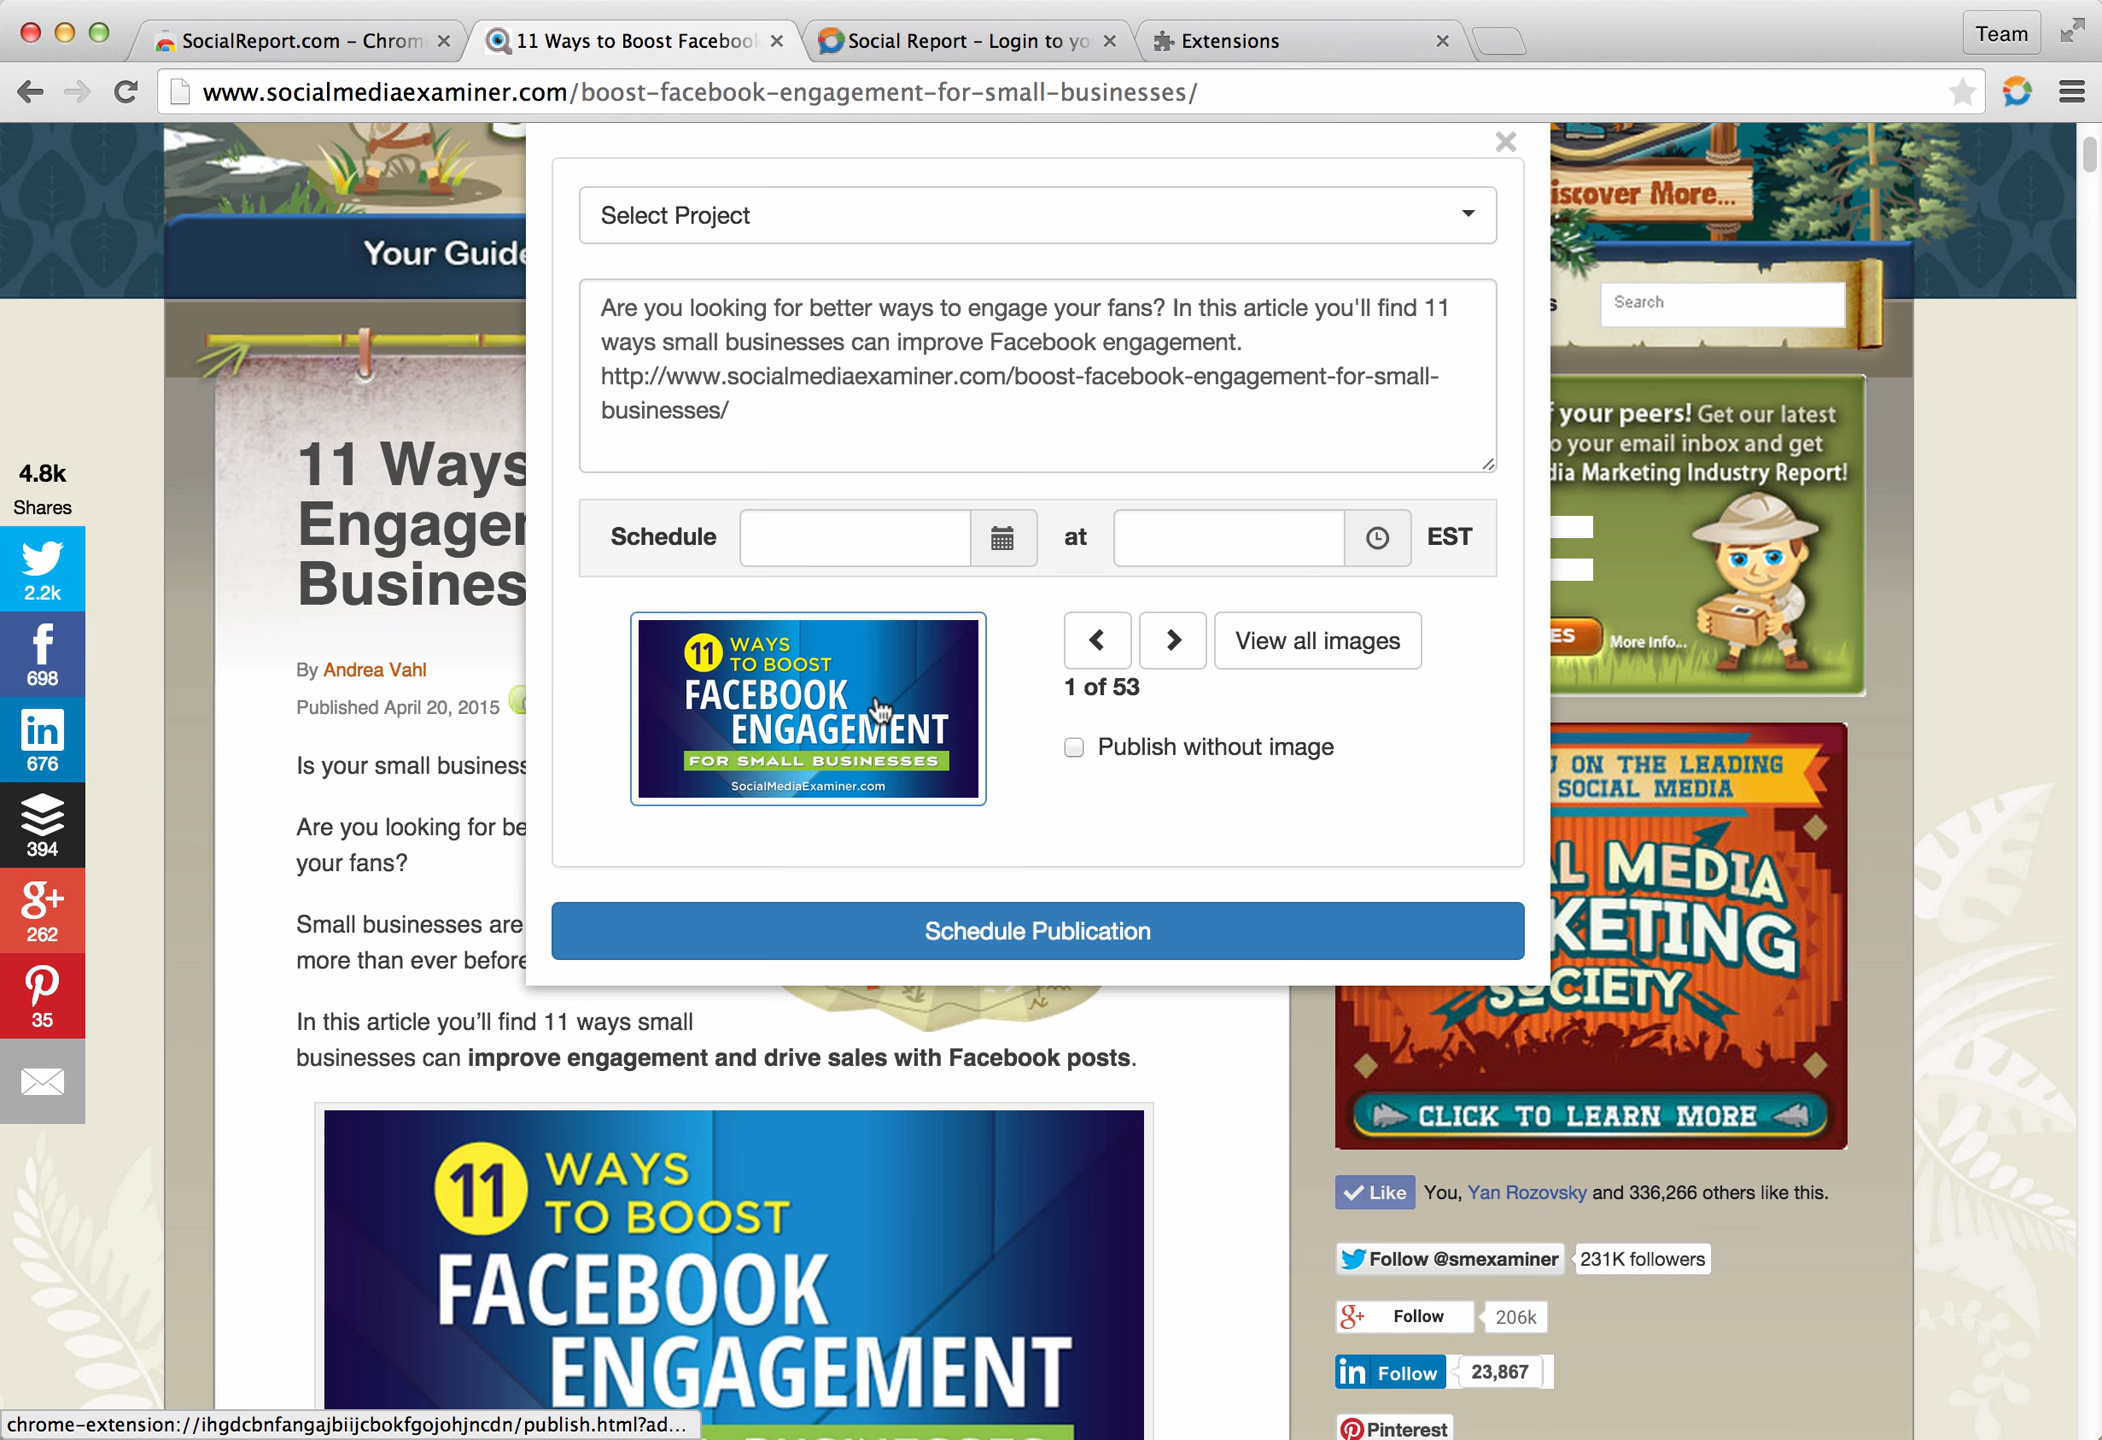 SocialReport.com – Chrom
11 Ways to Boost Facebook
Social Report – Login to yo
Extensions
Team
www.socialmediaexaminer.com/boost-facebook-engagement-for-small-businesses/
Discover More...
Your Guide
Search
Select Project
Are you looking for better ways to engage your fans? In this article you'll find 11
ways small businesses can improve Facebook engagement.
http://www.socialmediaexaminer.com/boost-facebook-engagement-for-small-
businesses/
Schedule
at
EST
11 WAYS
TO BOOST
FACEBOOK
ENGAGEMENT
FOR SMALL BUSINESSES
SocialMediaExaminer.com
View all images
1 of 53
Publish without image
Schedule Publication
4.8k
Shares
2.2k
698
676
394
262
35
11 Ways
Engagem
Business
By Andrea Vahl
Published April 20, 2015
Is your small business
Are you looking for be
your fans?
Small businesses are
more than ever before
In this article you’ll find 11 ways small
businesses can improve engagement and drive sales with Facebook posts.
11 WAYS
TO BOOST
FACEBOOK
ENGAGEMENT
your peers! Get our latest
o your email inbox and get
dia Marketing Industry Report!
ES
More Info...
ON THE LEADING
SOCIAL MEDIA
AL MEDIA
KETING
SOCIETY
CLICK TO LEARN MORE
Like You, Yan Rozovsky and 336,266 others like this.
Follow @smexaminer 231K followers
g+ Follow 206k
in Follow 23,867
Pinterest
chrome-extension://ihgdcbnfangajbiijcbokfgojohjncdn/publish.html?ad...